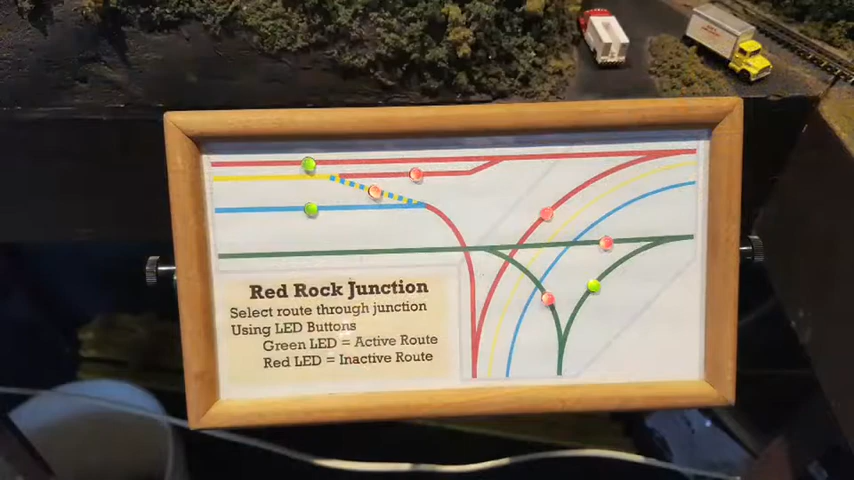 Red Rock Junction
Select route through junction
Using LED Buttons
Green LED = Active Route
Red LED = Inactive Route